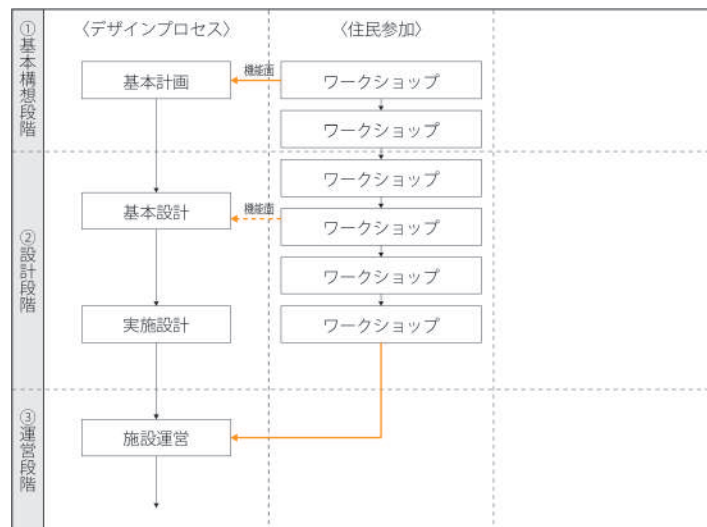 〈デザインプロセス〉
〈住民参加〉
①基本構想段階
基本計画
機能面
ワークショップ
ワークショップ
②設計段階
ワークショップ
基本設計
機能面
ワークショップ
ワークショップ
実施設計
ワークショップ
③運営段階
施設運営